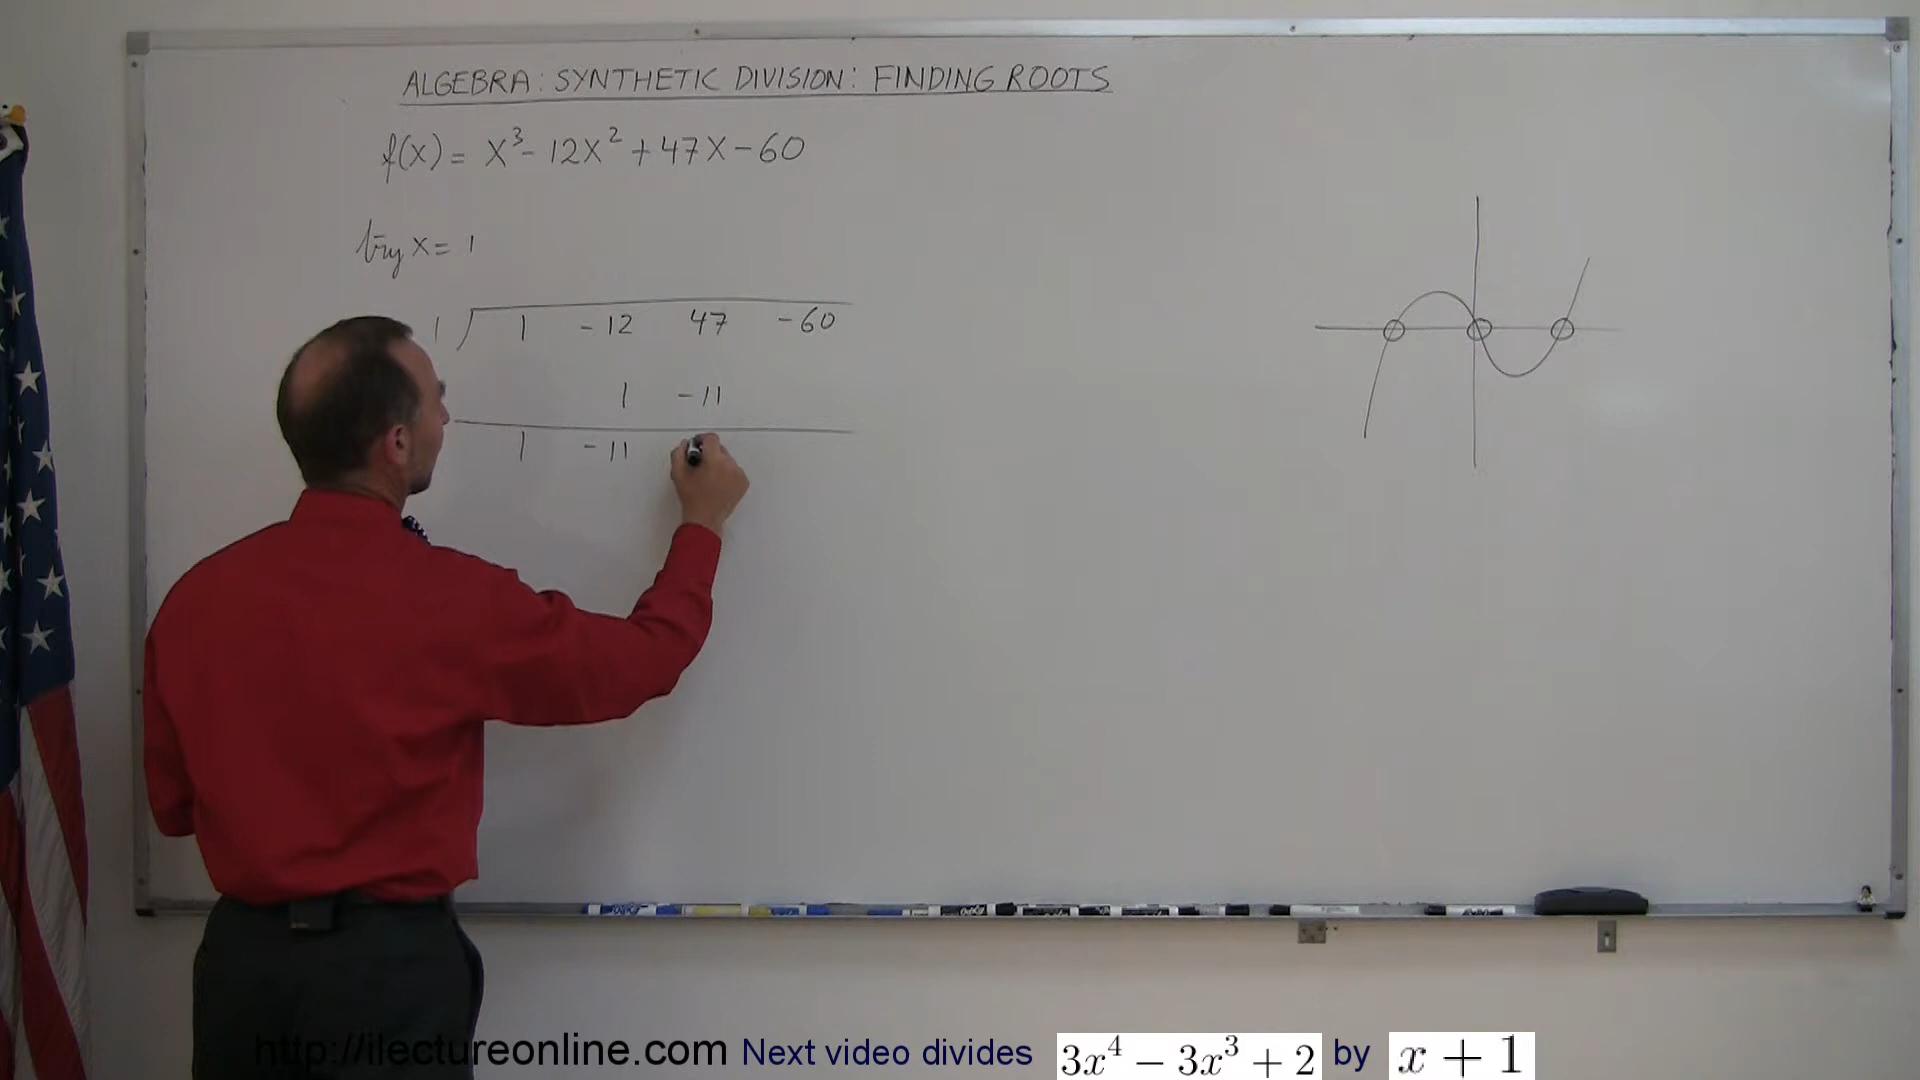 ALGEBRA: SYNTHETIC DIVISION: FINDING ROOTS
f(x) = x³ - 12x² + 47x - 60
try x = 1
1 1 -12 47 -60
1 -11
1 -11
http://ilectureonline.com Next video divides 3x⁴ − 3x³ + 2 by x + 1